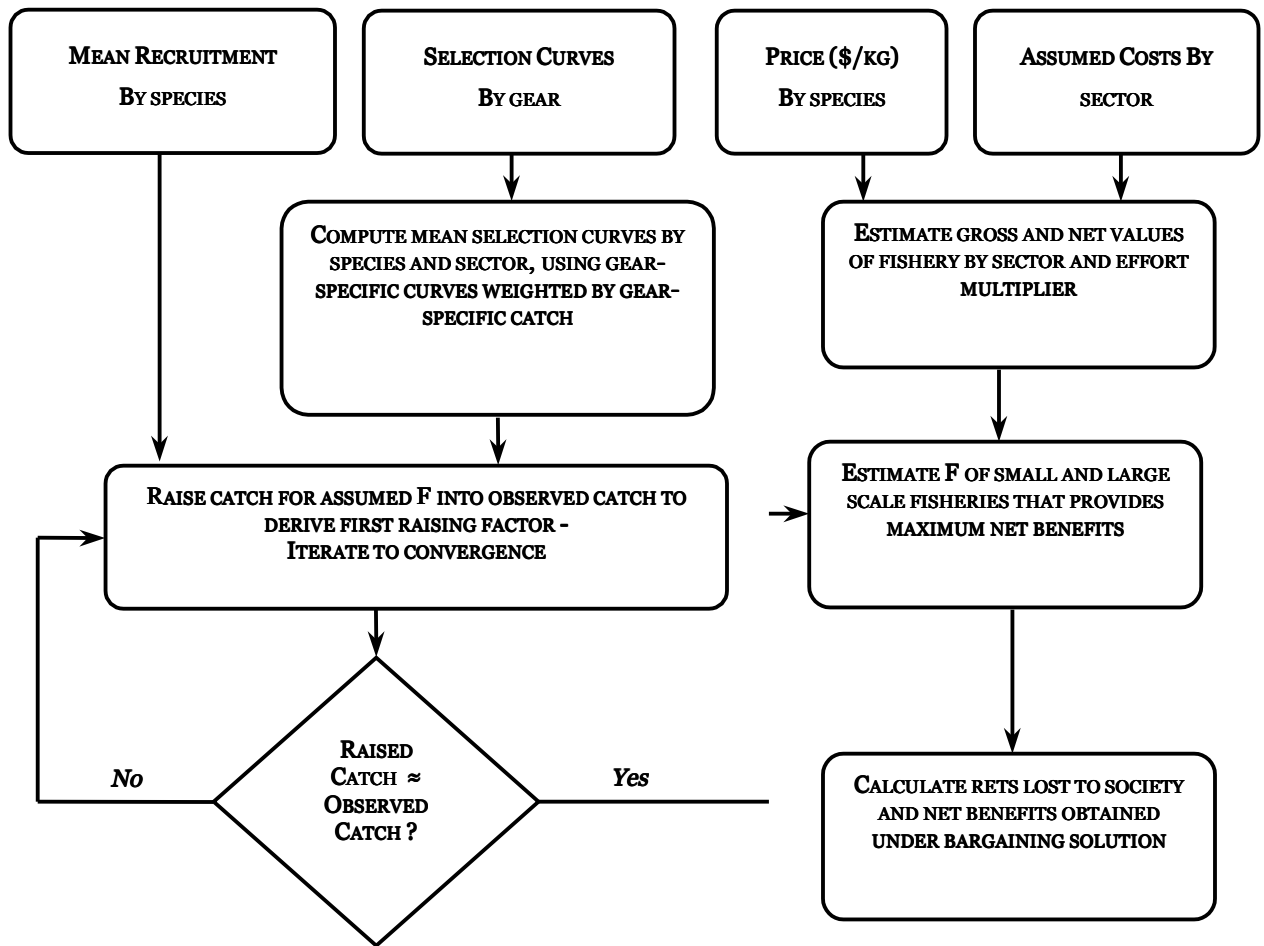 MEAN RECRUITMENT
BY SPECIES
SELECTION CURVES
BY GEAR
PRICE ($/KG)
BY SPECIES
ASSUMED COSTS BY
SECTOR
COMPUTE MEAN SELECTION CURVES BY
SPECIES AND SECTOR, USING GEAR-
SPECIFIC CURVES WEIGHTED BY GEAR-
SPECIFIC CATCH
ESTIMATE GROSS AND NET VALUES
OF FISHERY BY SECTOR AND EFFORT
MULTIPLIER
RAISE CATCH FOR ASSUMED F INTO OBSERVED CATCH TO
DERIVE FIRST RAISING FACTOR -
ITERATE TO CONVERGENCE
ESTIMATE F OF SMALL AND LARGE
SCALE FISHERIES THAT PROVIDES
MAXIMUM NET BENEFITS
RAISED
CATCH ≈
OBSERVED
CATCH ?
No
Yes
CALCULATE RETS LOST TO SOCIETY
AND NET BENEFITS OBTAINED
UNDER BARGAINING SOLUTION